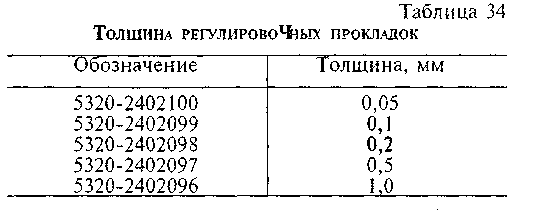 Таблица 34
Толщина регулировочных прокладок
Обозначение Толщина, мм
5320-2402100 0,05
5320-2402099 0,1
5320-2402098 0,2
5320-2402097 0,5
5320-2402096 1,0